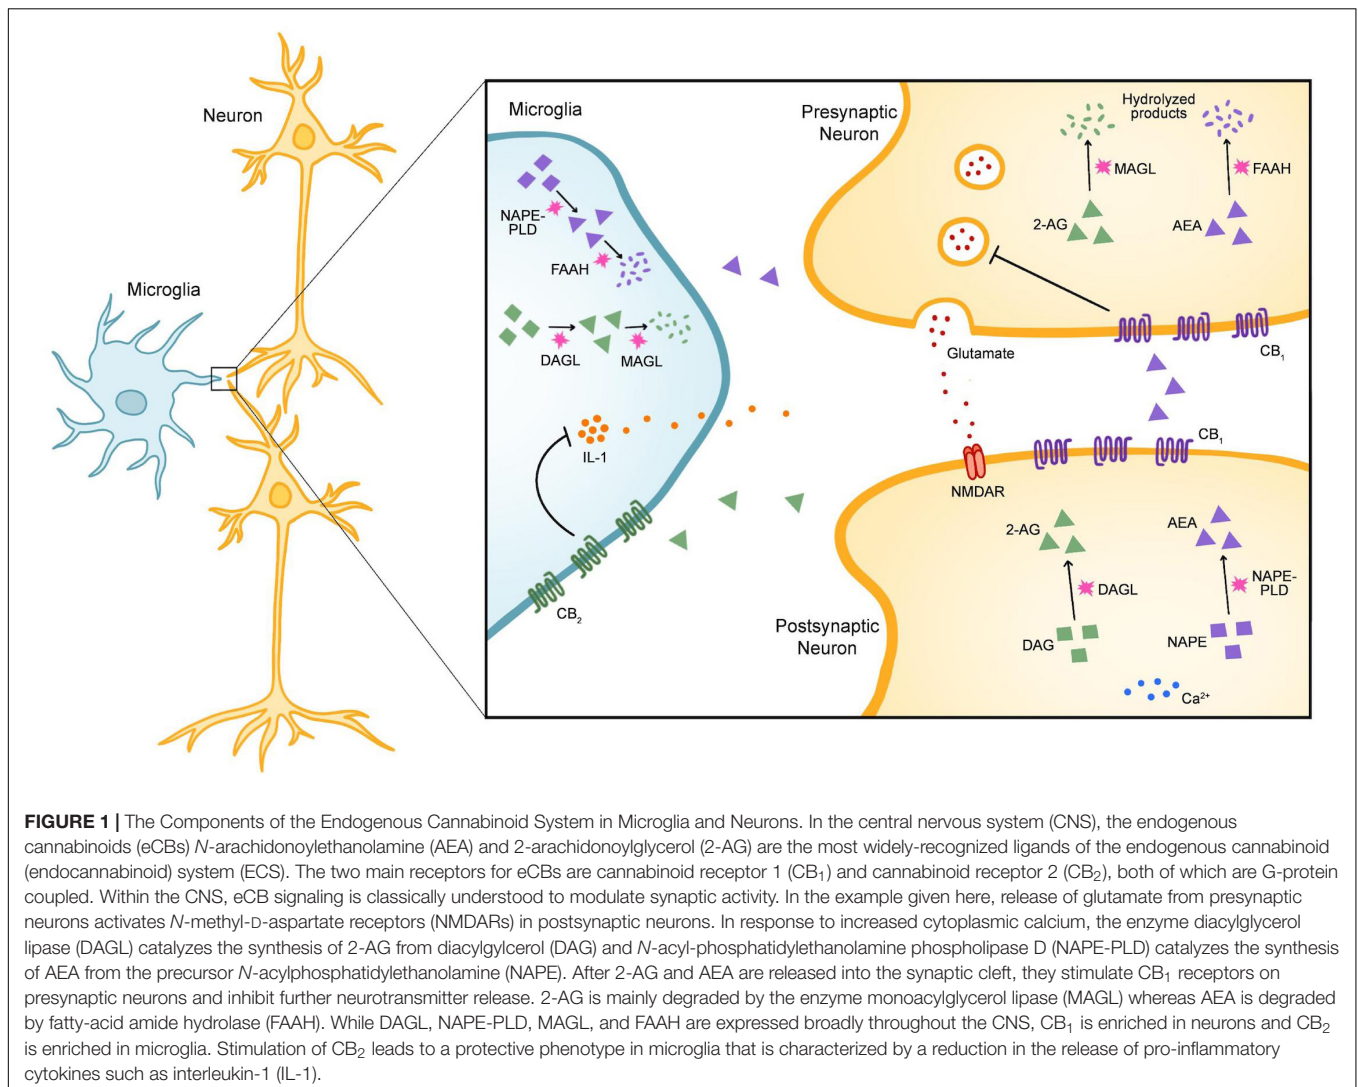 Neuron
Microglia
Microglia
NAPE-
PLD
FAAH
DAGL
MAGL
IL-1
CB₂
Presynaptic
Neuron
Hydrolyzed
products
MAGL
FAAH
2-AG
AEA
Glutamate
CB₁
CB₁
NMDAR
2-AG
AEA
DAGL
NAPE-
PLD
Postsynaptic
Neuron
DAG
NAPE
Ca²⁺
FIGURE 1 | The Components of the Endogenous Cannabinoid System in Microglia and Neurons. In the central nervous system (CNS), the endogenous
cannabinoids (eCBs) N-arachidonoylethanolamine (AEA) and 2-arachidonoylglycerol (2-AG) are the most widely-recognized ligands of the endogenous cannabinoid
(endocannabinoid) system (ECS). The two main receptors for eCBs are cannabinoid receptor 1 (CB₁) and cannabinoid receptor 2 (CB₂), both of which are G-protein
coupled. Within the CNS, eCB signaling is classically understood to modulate synaptic activity. In the example given here, release of glutamate from presynaptic
neurons activates N-methyl-D-aspartate receptors (NMDARs) in postsynaptic neurons. In response to increased cytoplasmic calcium, the enzyme diacylglycerol
lipase (DAGL) catalyzes the synthesis of 2-AG from diacylgylcerol (DAG) and N-acyl-phosphatidylethanolamine phospholipase D (NAPE-PLD) catalyzes the synthesis
of AEA from the precursor N-acylphosphatidylethanolamine (NAPE). After 2-AG and AEA are released into the synaptic cleft, they stimulate CB₁ receptors on
presynaptic neurons and inhibit further neurotransmitter release. 2-AG is mainly degraded by the enzyme monoacylglycerol lipase (MAGL) whereas AEA is degraded
by fatty-acid amide hydrolase (FAAH). While DAGL, NAPE-PLD, MAGL, and FAAH are expressed broadly throughout the CNS, CB₁ is enriched in neurons and CB₂
is enriched in microglia. Stimulation of CB₂ leads to a protective phenotype in microglia that is characterized by a reduction in the release of pro-inflammatory
cytokines such as interleukin-1 (IL-1).